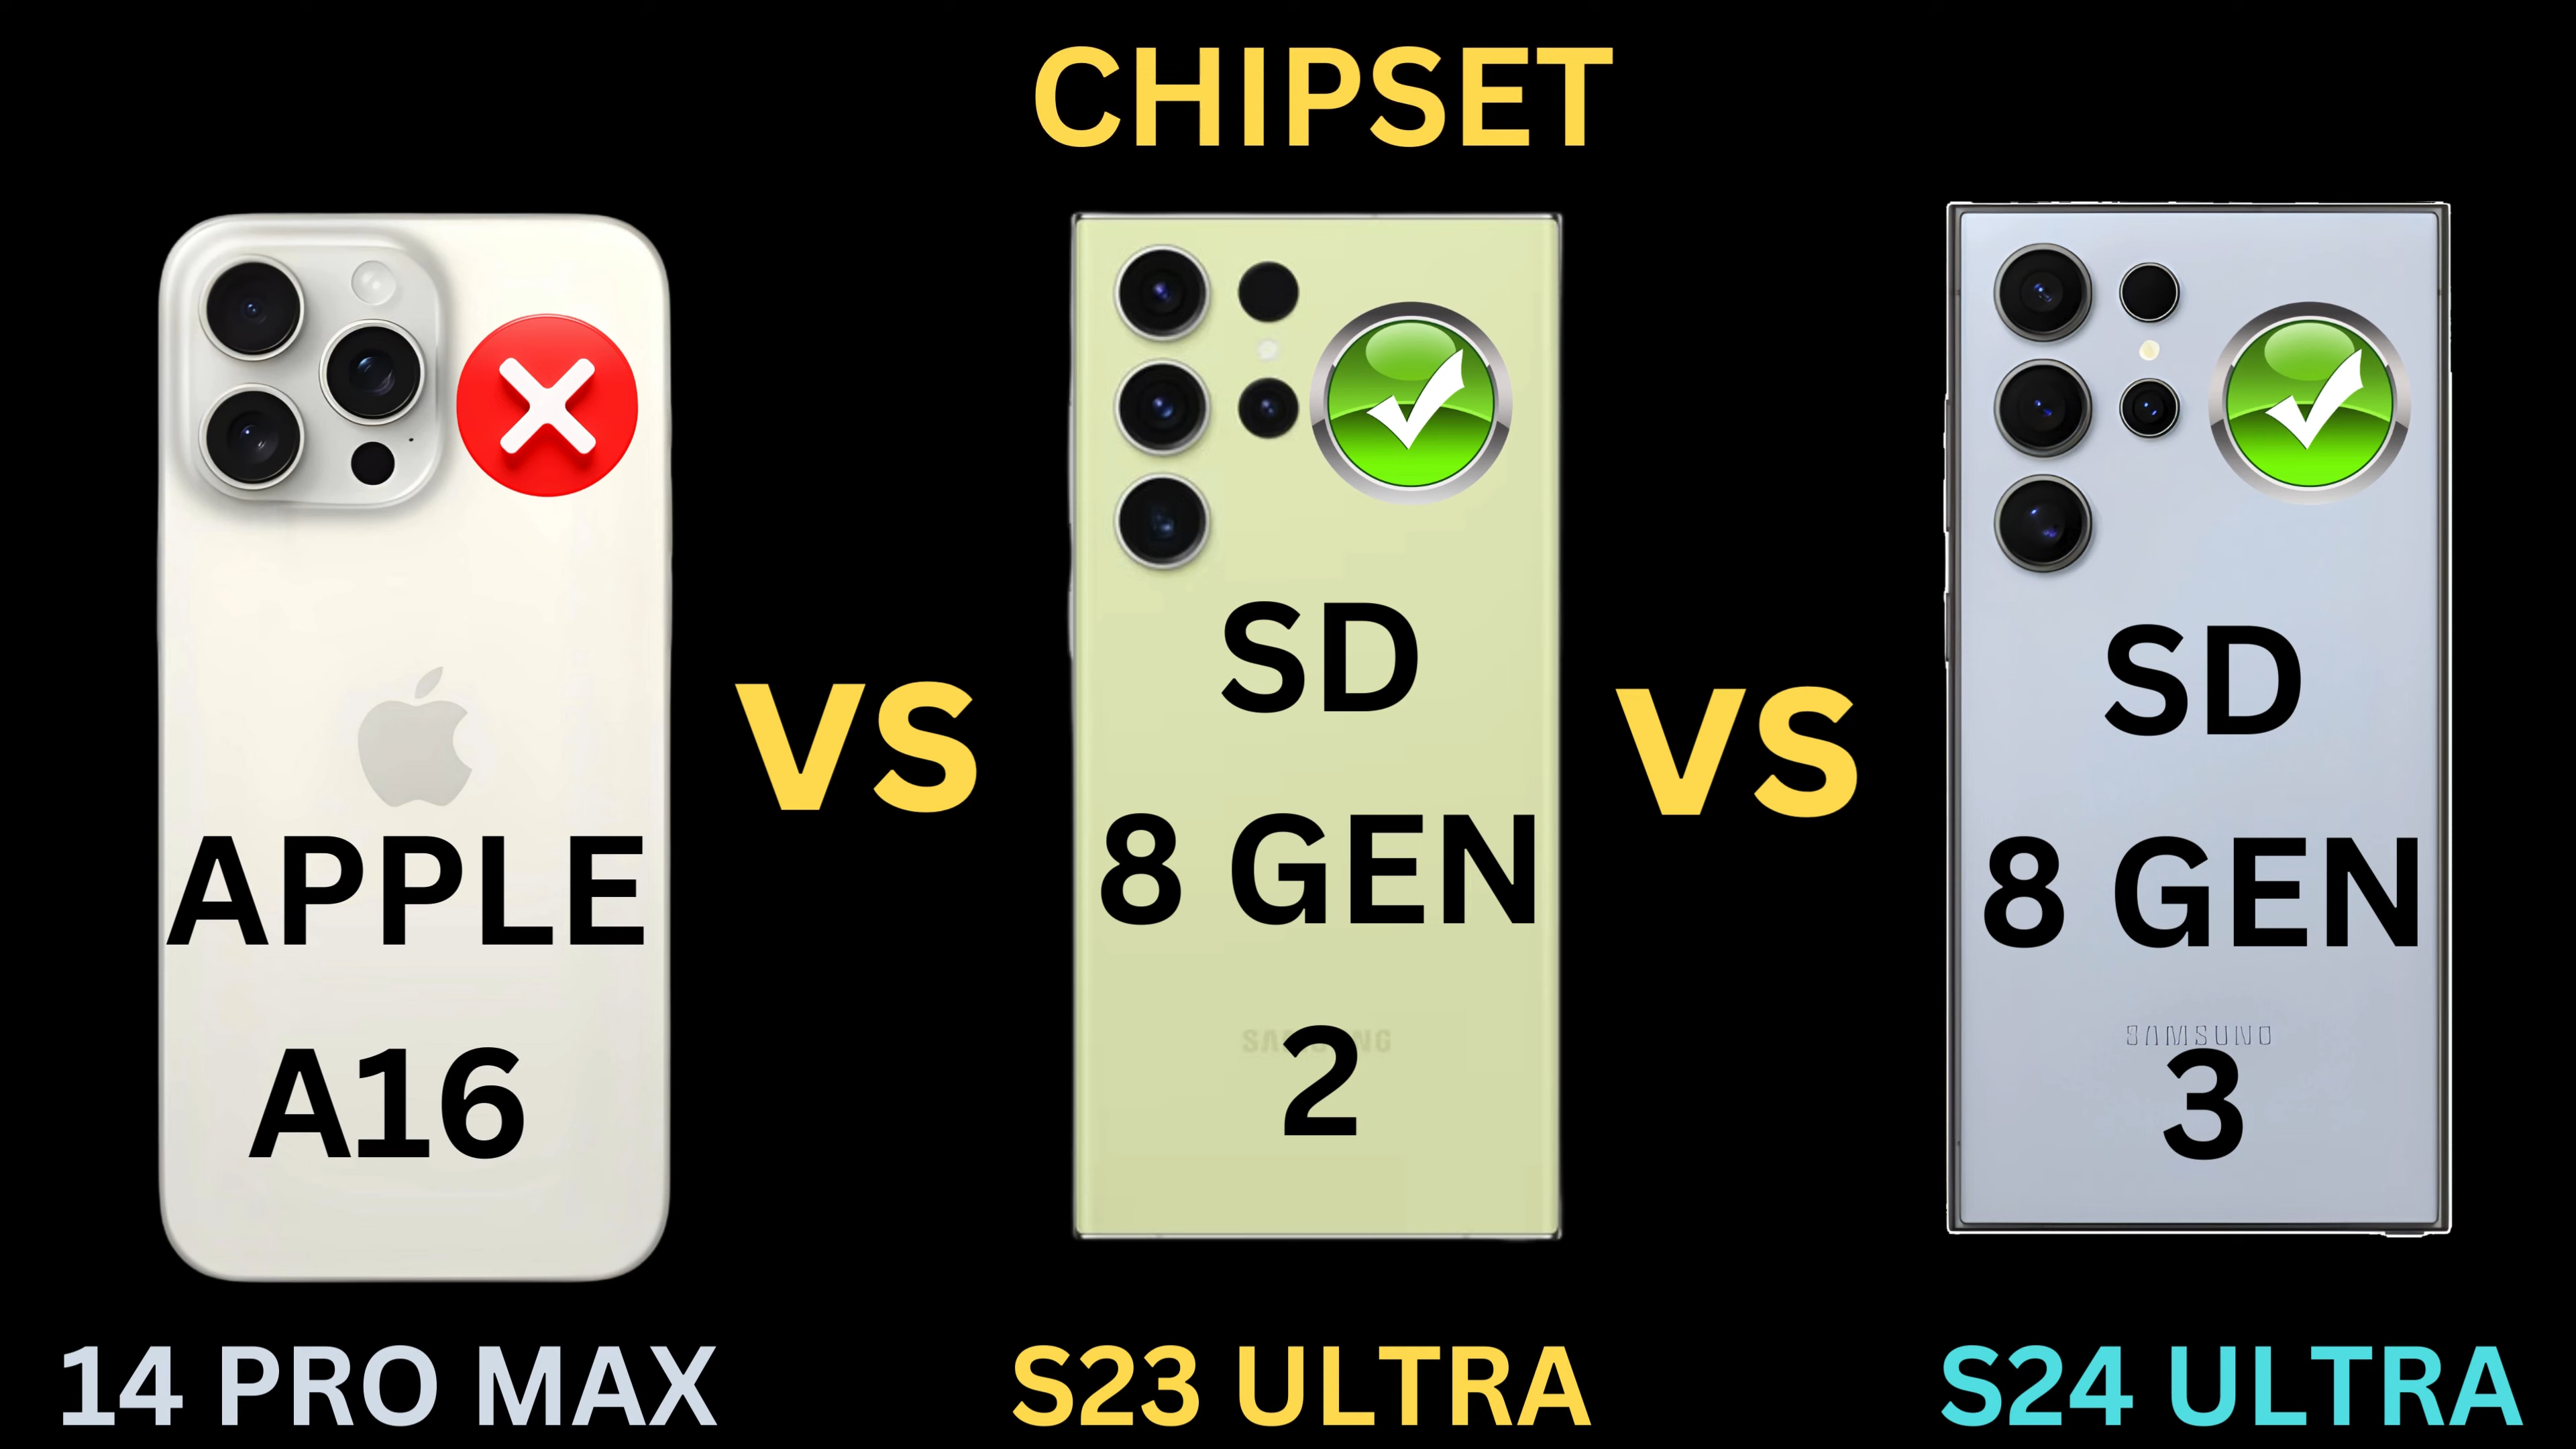 CHIPSET
APPLE
A16
14 PRO MAX
VS
SD
8 GEN
SAMSUNG
2
S23 ULTRA
VS
SD
8 GEN
SAMSUNG
3
S24 ULTRA